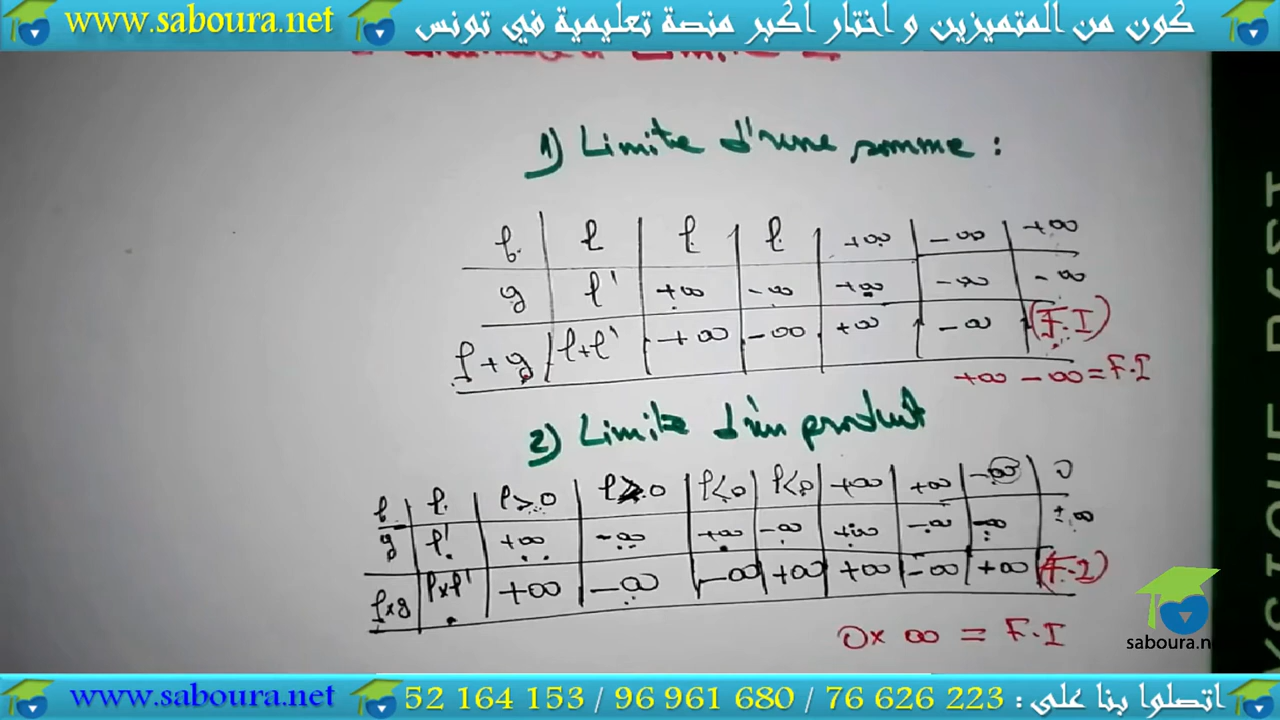 www.saboura.net كون من المتميزين و اختار اكبر منصة تعليمية في تونس
1) Limite d'une somme :
f | l | l | l | +∞ | -∞ | +∞
g | l' | +∞ | -∞ | +∞ | -∞ | -∞
f+g | l+l' | +∞ | -∞ | +∞ | -∞ | (F.I)
+∞ -∞ = F.I
2) Limite d'un produit
f | l | l>0 | l>0 | l<0 | l<0 | +∞ | +∞ | -∞ | 0
g | l' | +∞ | -∞ | +∞ | -∞ | +∞ | -∞ | -∞ | ±∞
f×g | l×l' | +∞ | -∞ | -∞ | +∞ | +∞ | -∞ | +∞ | (F.I)
0× ∞ = F.I
saboura.n
www.saboura.net اتصلوا بنا على : 52 164 153 / 96 961 680 / 76 626 223